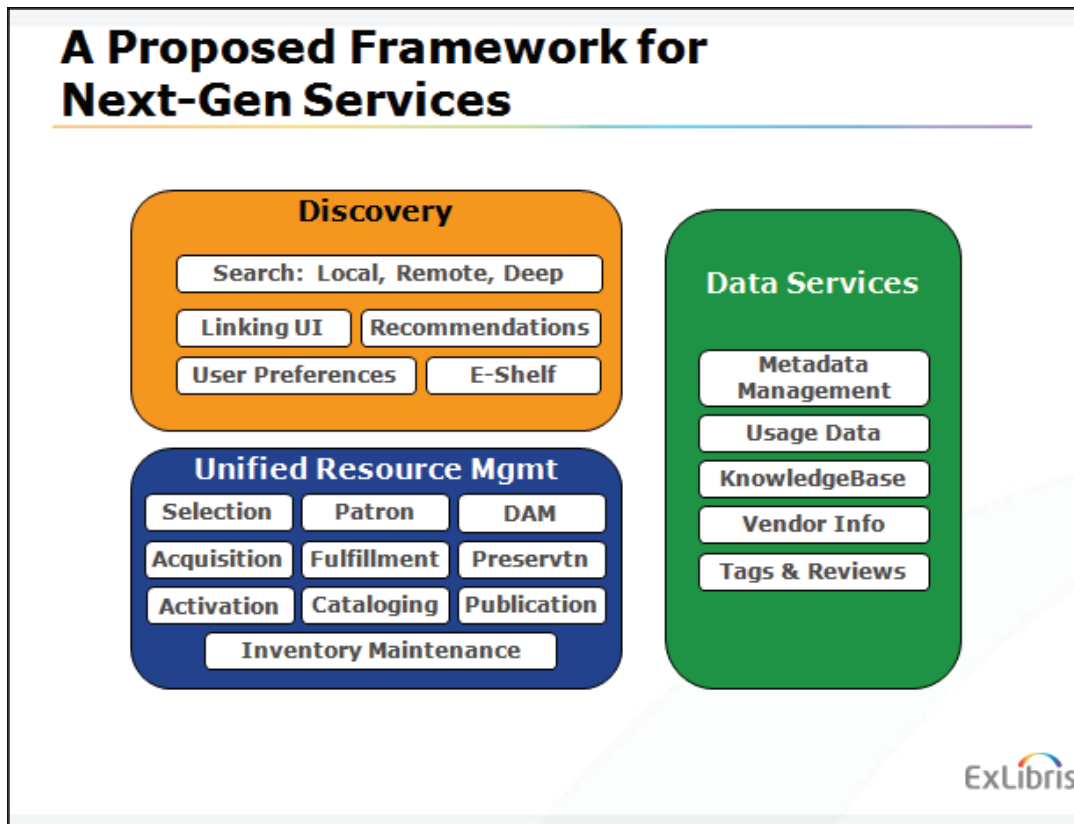 A Proposed Framework for
Next-Gen Services
Discovery
Search: Local, Remote, Deep
Linking UI
Recommendations
User Preferences
E-Shelf
Unified Resource Mgmt
Selection
Patron
DAM
Acquisition
Fulfillment
Preservtn
Activation
Cataloging
Publication
Inventory Maintenance
Data Services
Metadata
Management
Usage Data
KnowledgeBase
Vendor Info
Tags & Reviews
ExLibris